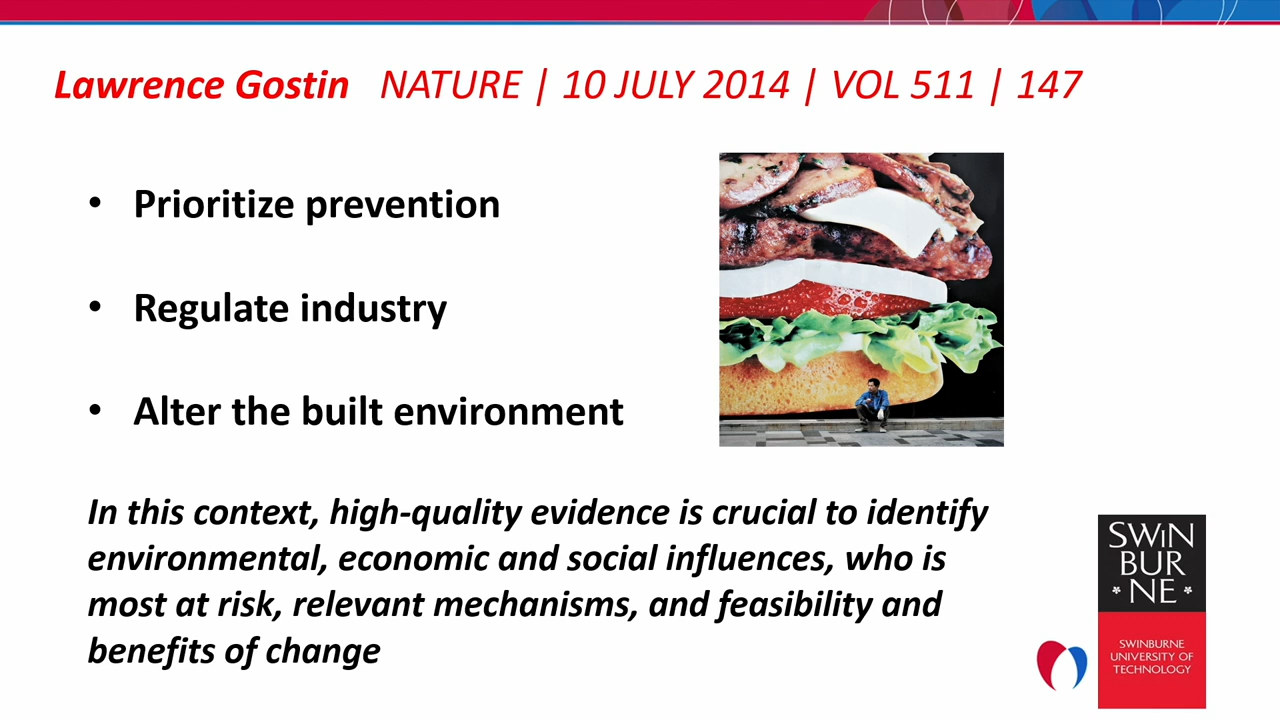 Lawrence Gostin NATURE | 10 JULY 2014 | VOL 511 | 147
• Prioritize prevention
• Regulate industry
• Alter the built environment
In this context, high-quality evidence is crucial to identify
environmental, economic and social influences, who is
most at risk, relevant mechanisms, and feasibility and
benefits of change
SWiN
BUR
* NE *
SWINBURNE
UNIVERSITY OF
TECHNOLOGY